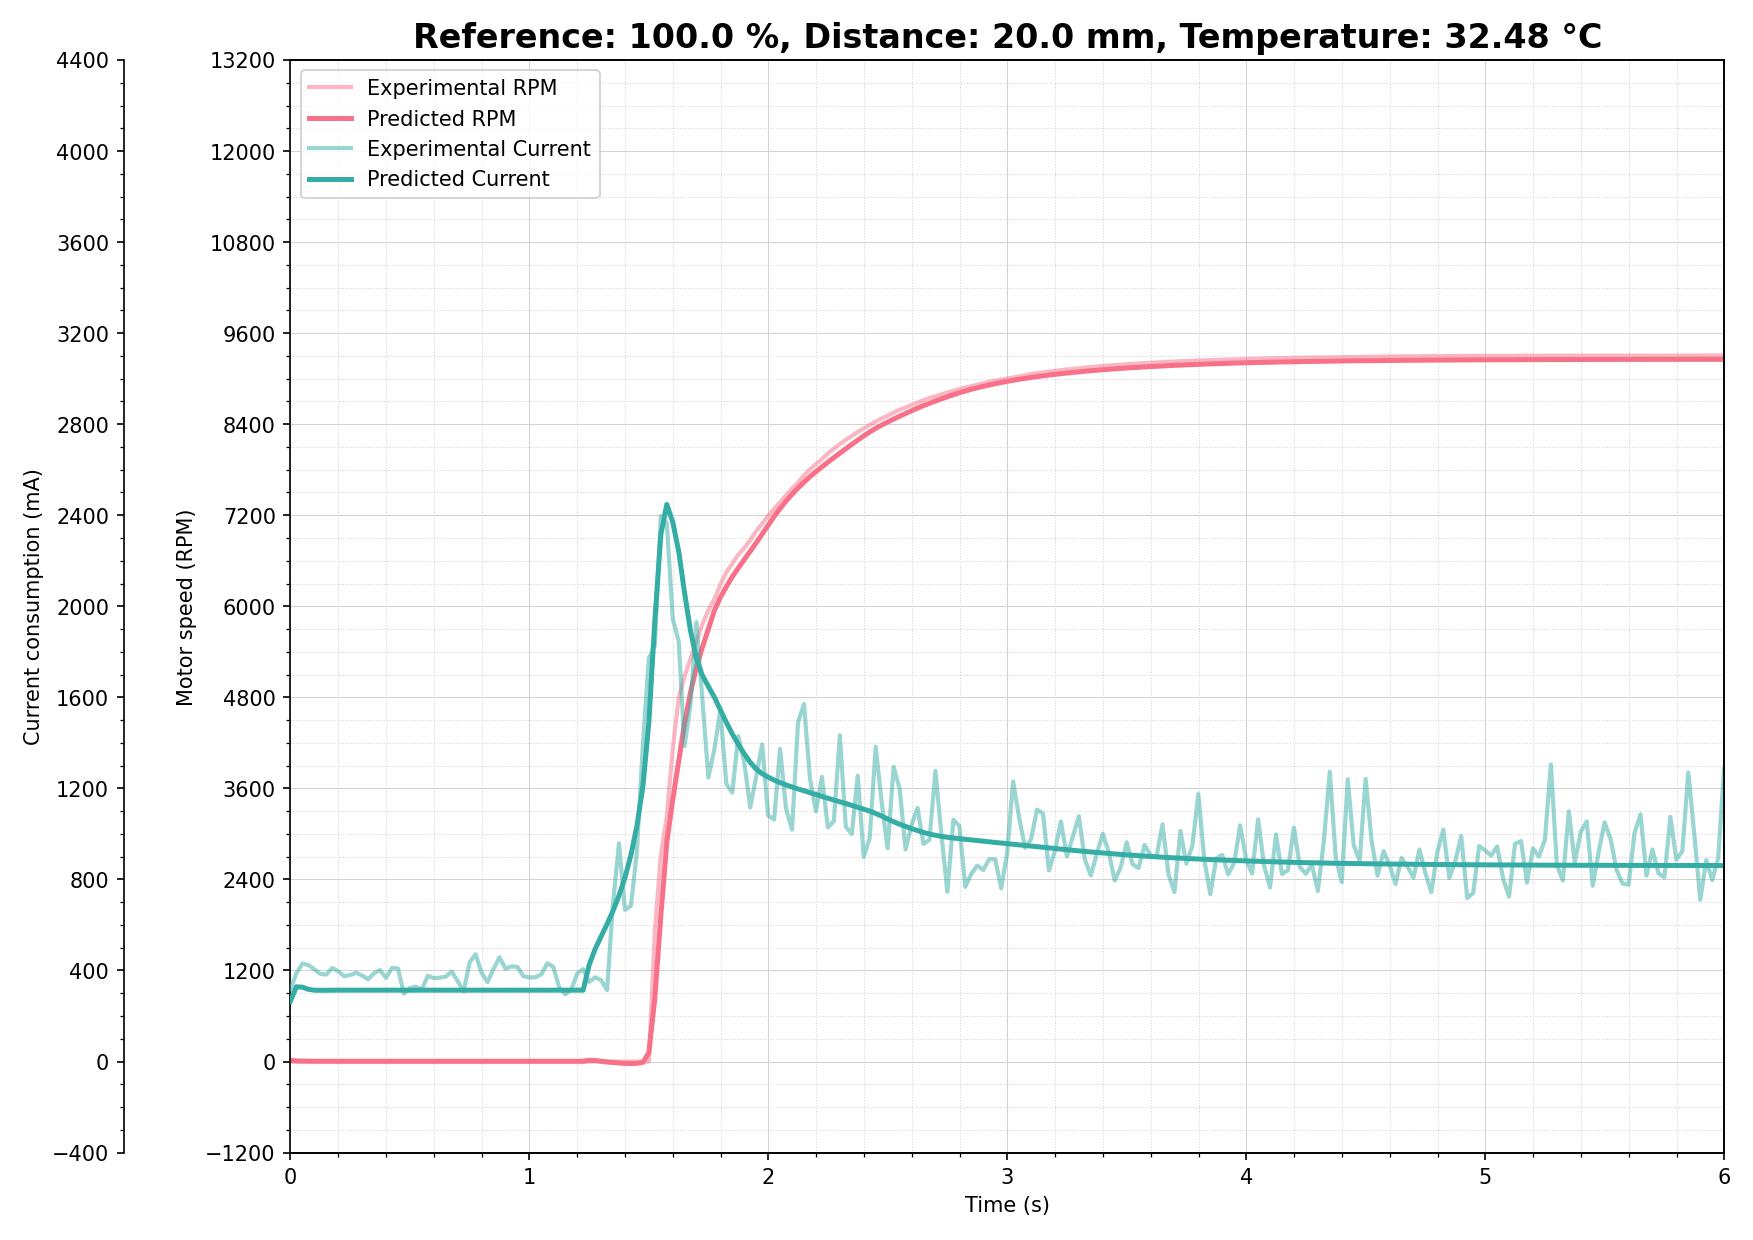 Reference: 100.0 %, Distance: 20.0 mm, Temperature: 32.48 °C
Experimental RPM
Predicted RPM
Experimental Current
Predicted Current
Current consumption (mA)
4400
4000
3600
3200
2800
2400
2000
1600
1200
800
400
0
−400
Motor speed (RPM)
13200
12000
10800
9600
8400
7200
6000
4800
3600
2400
1200
0
−1200
0 1 2 3 4 5 6
Time (s)